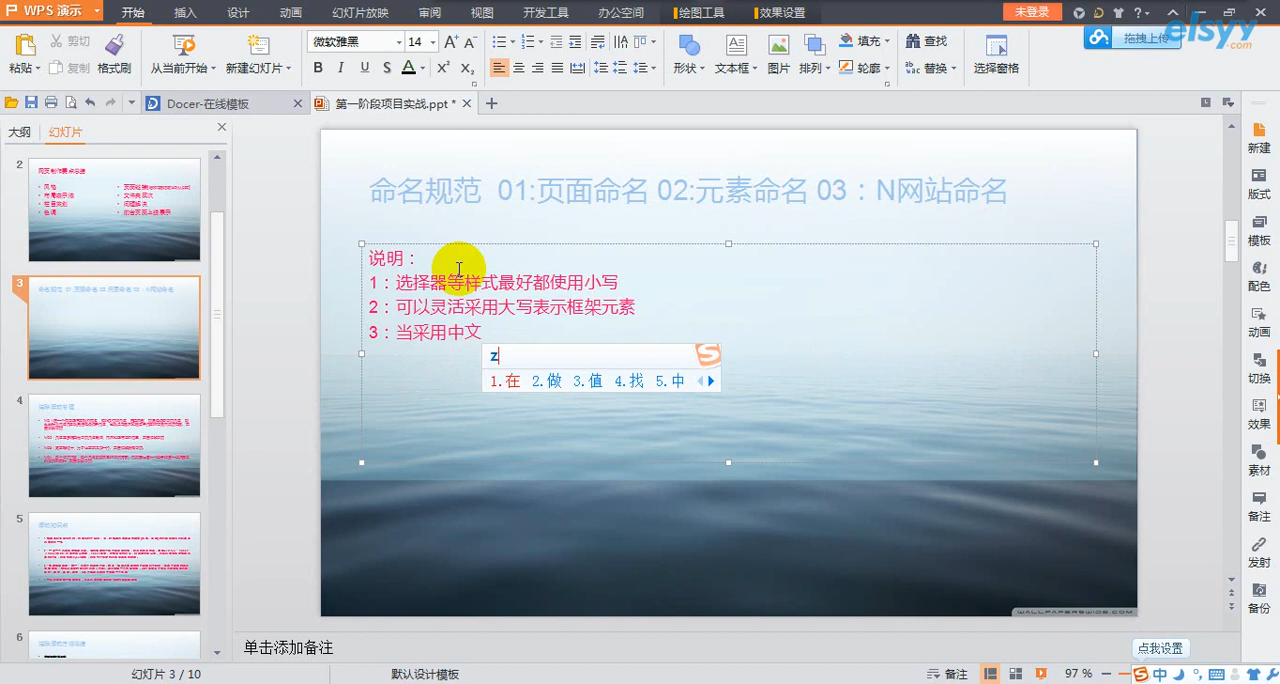 WPS 演示
开始
插入
设计
动画
幻灯片放映
审阅
视图
开发工具
办公空间
绘图工具
效果设置
未登录
elsyy
.com
拖拽上传
粘贴
剪切
复制
格式刷
从当前开始
新建幻灯片
微软雅黑
14
B I U S A X² X₂
形状
文本框
图片
排列
填充
轮廓
查找
替换
选择窗格
Docer-在线模板
第一阶段项目实战.ppt *
大纲
幻灯片
2
3
4
5
6
命名规范 01:页面命名 02:元素命名 03：N网站命名
说明：
1：选择器等样式最好都使用小写
2：可以灵活采用大写表示框架元素
3：当采用中文
z
1.在 2.做 3.值 4.找 5.中
WALLPAPERSWIDE.COM
新建
版式
模板
配色
动画
切换
效果
素材
备注
发射
备份
单击添加备注
点我设置
幻灯片 3 / 10
默认设计模板
备注
97 %
中